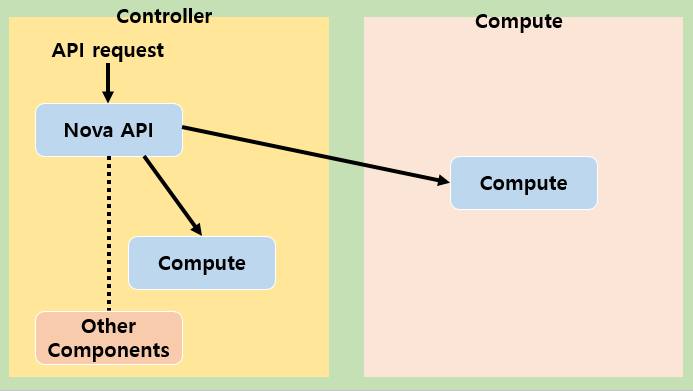 Controller
Compute
API request
Nova API
Compute
Compute
Other
Components